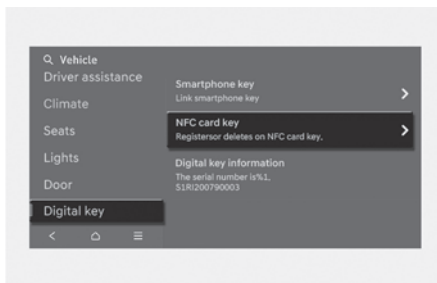 Vehicle
Driver assistance
Climate
Seats
Lights
Door
Digital key
Smartphone key
Link smartphone key
NFC card key
Registersor deletes on NFC card key,
Digital key information
The serial number is%1,
S1RI200790003